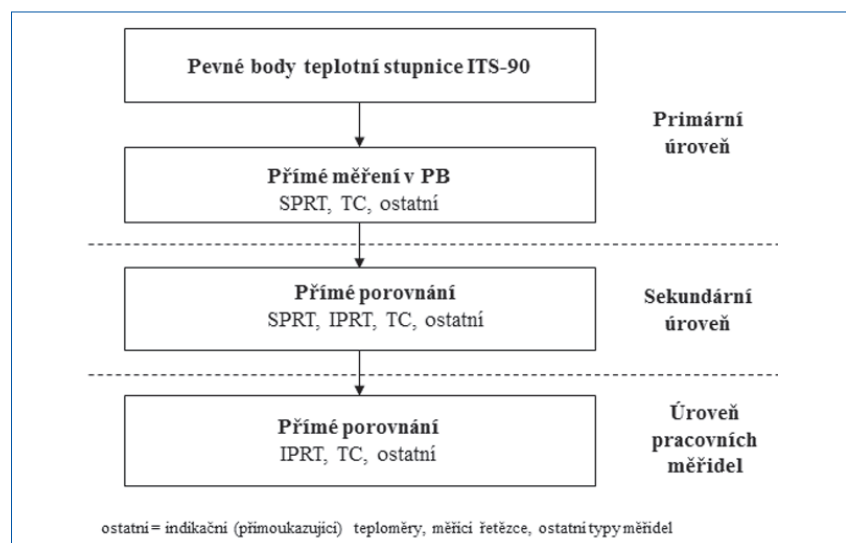 Pevné body teplotní stupnice ITS-90
Primární
úroveň
Přímé měření v PB
SPRT, TC, ostatní
Přímé porovnání
SPRT, IPRT, TC, ostatní
Sekundární
úroveň
Přímé porovnání
IPRT, TC, ostatní
Úroveň
pracovních
měřidel
ostatní = indikační (přímoukazující) teploměry, měřící řetězce, ostatní typy měřidel